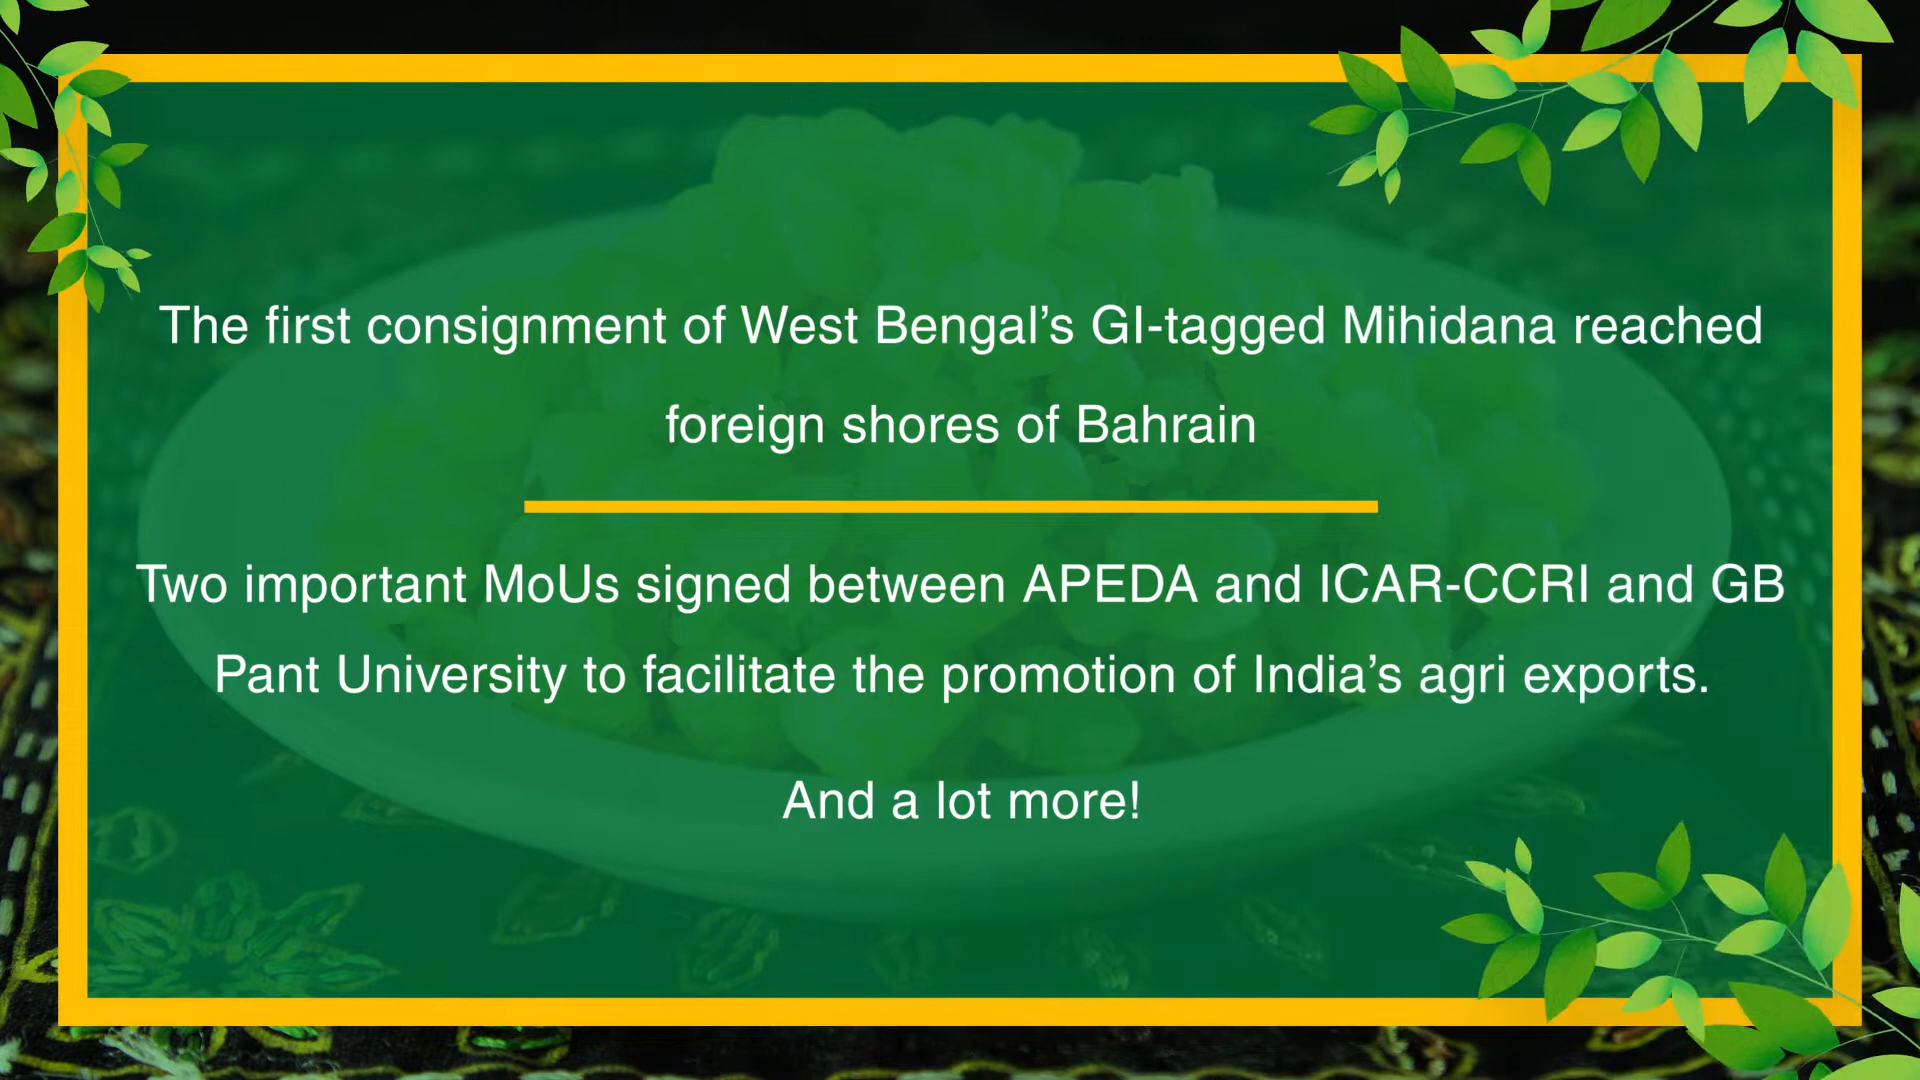 The first consignment of West Bengal’s GI-tagged Mihidana reached
foreign shores of Bahrain
Two important MoUs signed between APEDA and ICAR-CCRI and GB
Pant University to facilitate the promotion of India’s agri exports.
And a lot more!